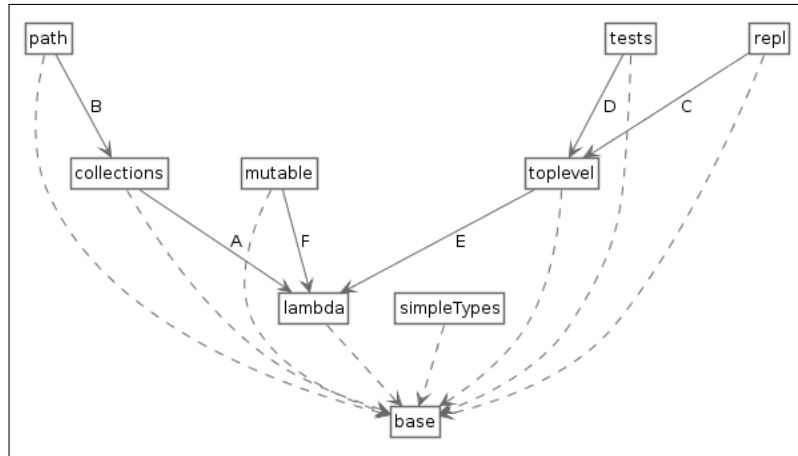 path
tests
repl
B
D
C
collections
mutable
toplevel
A
F
E
lambda
simpleTypes
base